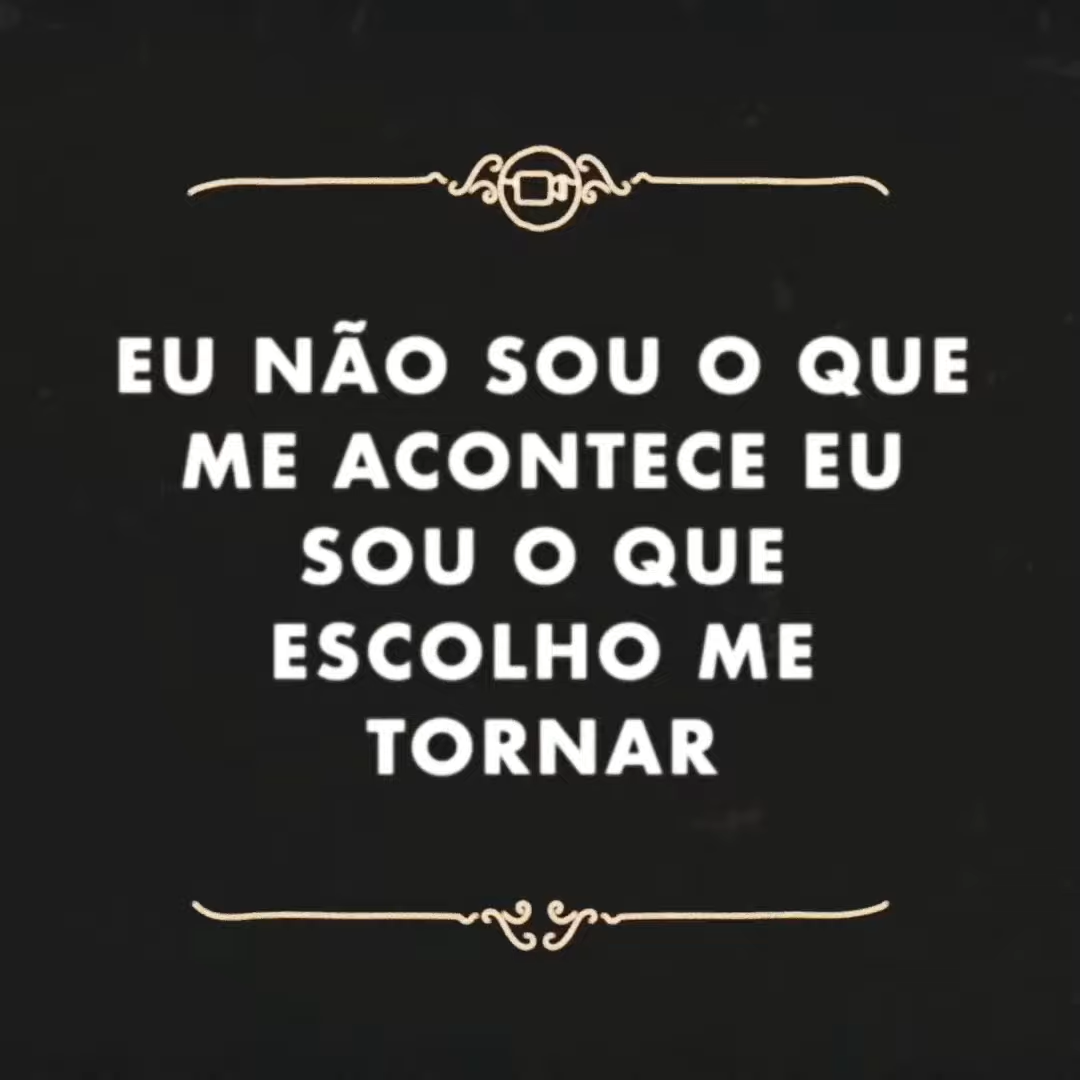 EU NÃO SOU O QUE
ME ACONTECE EU
SOU O QUE
ESCOLHO ME
TORNAR